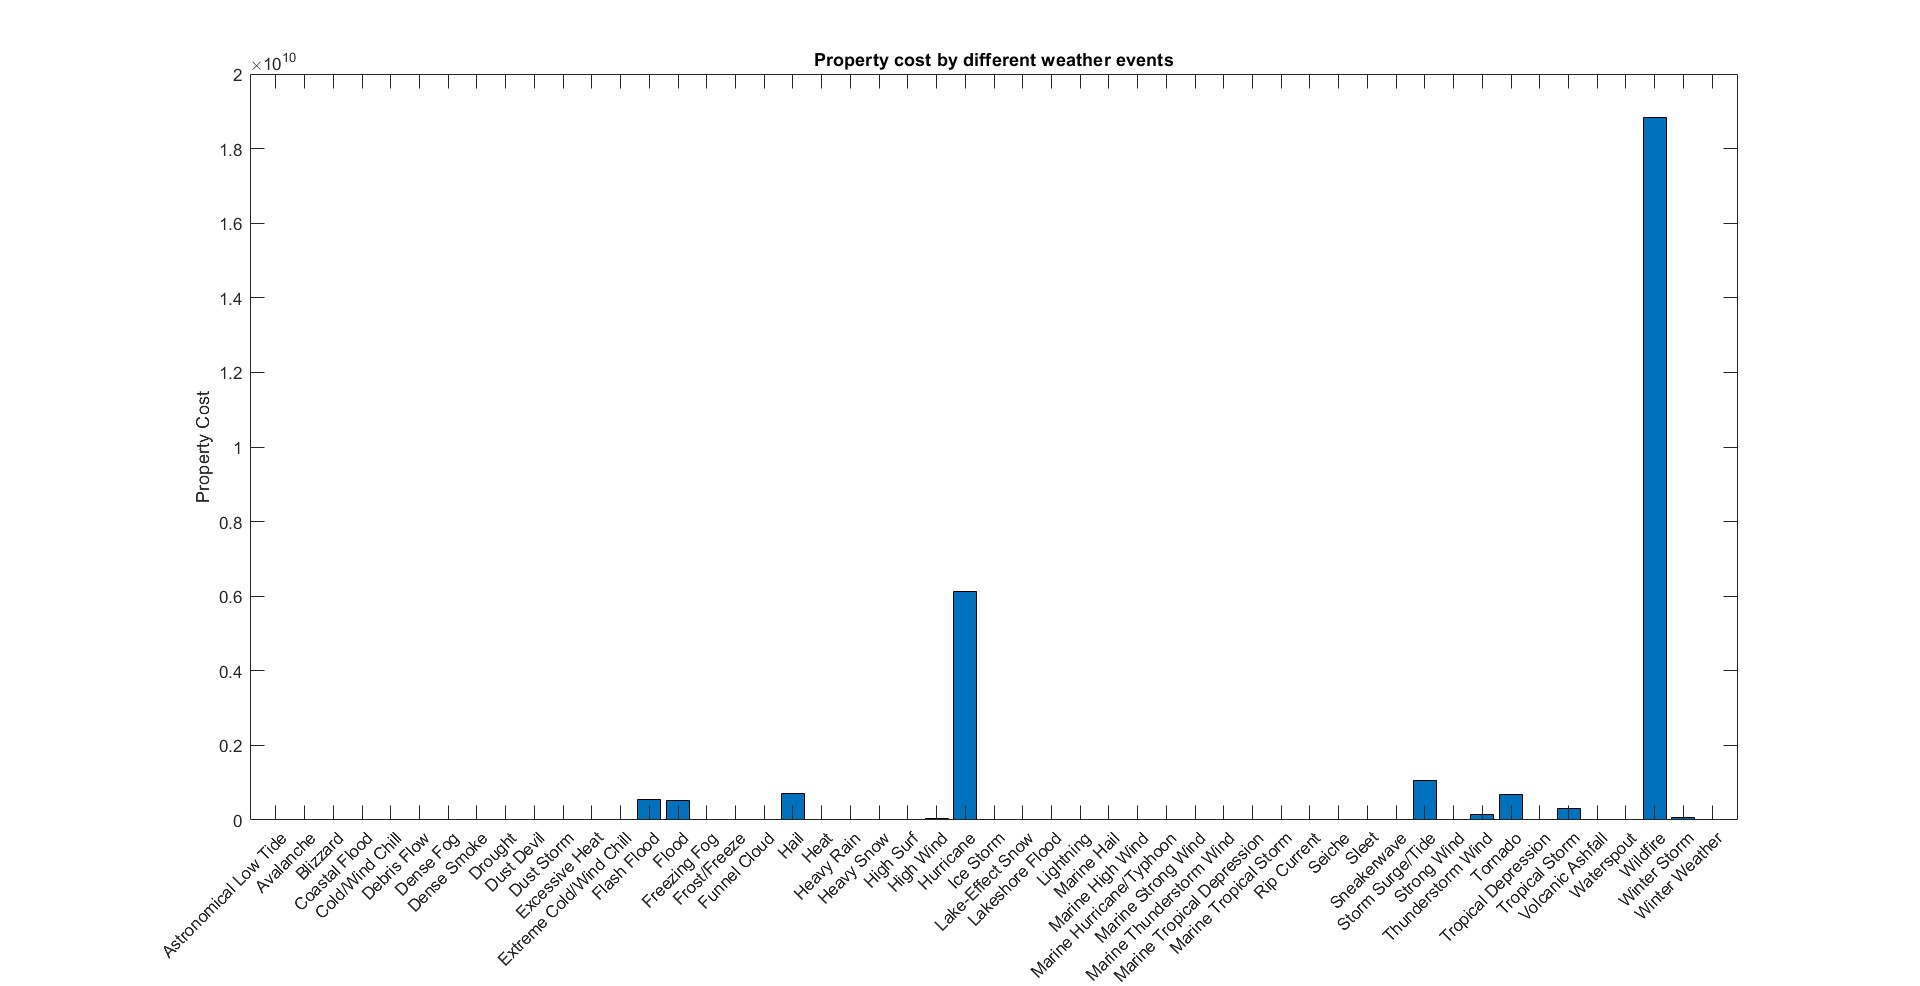 Property cost by different weather events
×10^10
2
1.8
1.6
1.4
1.2
1
0.8
0.6
0.4
0.2
0
Property Cost
Astronomical Low Tide
Avalanche
Blizzard
Coastal Flood
Cold/Wind Chill
Debris Flow
Dense Fog
Dense Smoke
Drought
Dust Devil
Dust Storm
Excessive Heat
Extreme Cold/Wind Chill
Flash Flood
Flood
Freezing Fog
Frost/Freeze
Funnel Cloud
Hail
Heat
Heavy Rain
Heavy Snow
High Surf
High Wind
Hurricane
Ice Storm
Lake-Effect Snow
Lakeshore Flood
Lightning
Marine Hail
Marine High Wind
Marine Hurricane/Typhoon
Marine Strong Wind
Marine Thunderstorm Wind
Marine Tropical Depression
Marine Tropical Storm
Rip Current
Seiche
Sleet
Sneakerwave
Storm Surge/Tide
Strong Wind
Thunderstorm Wind
Tornado
Tropical Depression
Tropical Storm
Volcanic Ashfall
Waterspout
Wildfire
Winter Storm
Winter Weather